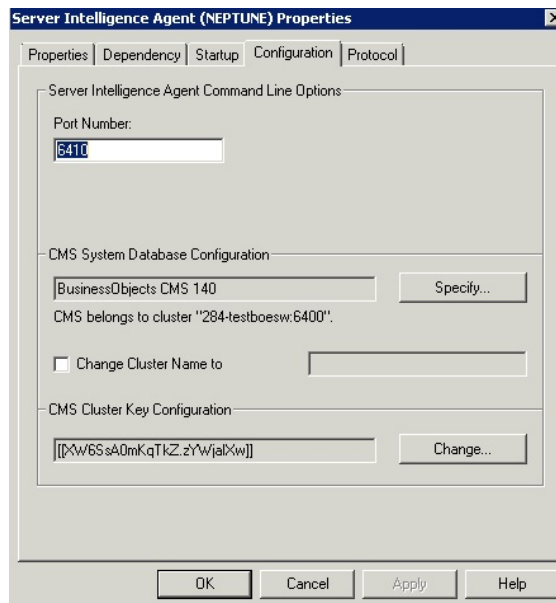 Server Intelligence Agent (NEPTUNE) Properties
Properties Dependency Startup Configuration Protocol
Server Intelligence Agent Command Line Options
Port Number:
6410
CMS System Database Configuration
BusinessObjects CMS 140 Specify...
CMS belongs to cluster "284-testboesw:6400".
Change Cluster Name to
CMS Cluster Key Configuration
[[XW6SsA0mKqTkZ.zYWjalXw]] Change...
OK Cancel Apply Help